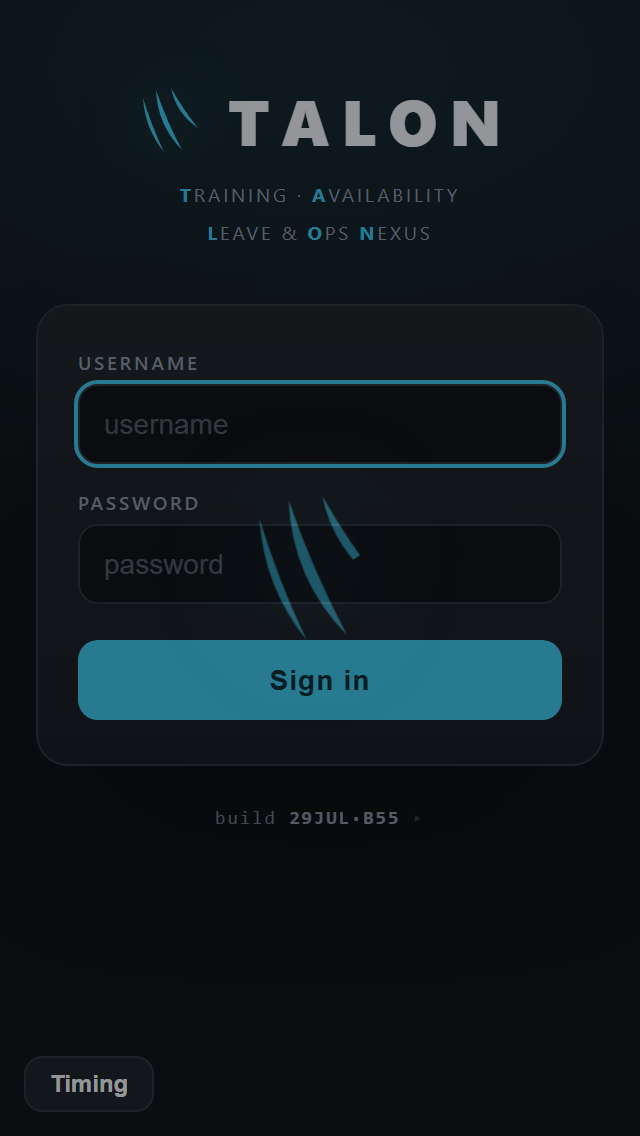 TALON
TRAINING · AVAILABILITY
LEAVE & OPS NEXUS
USERNAME
username
PASSWORD
password
Sign in
build 29JUL·B55 ▸
Timing